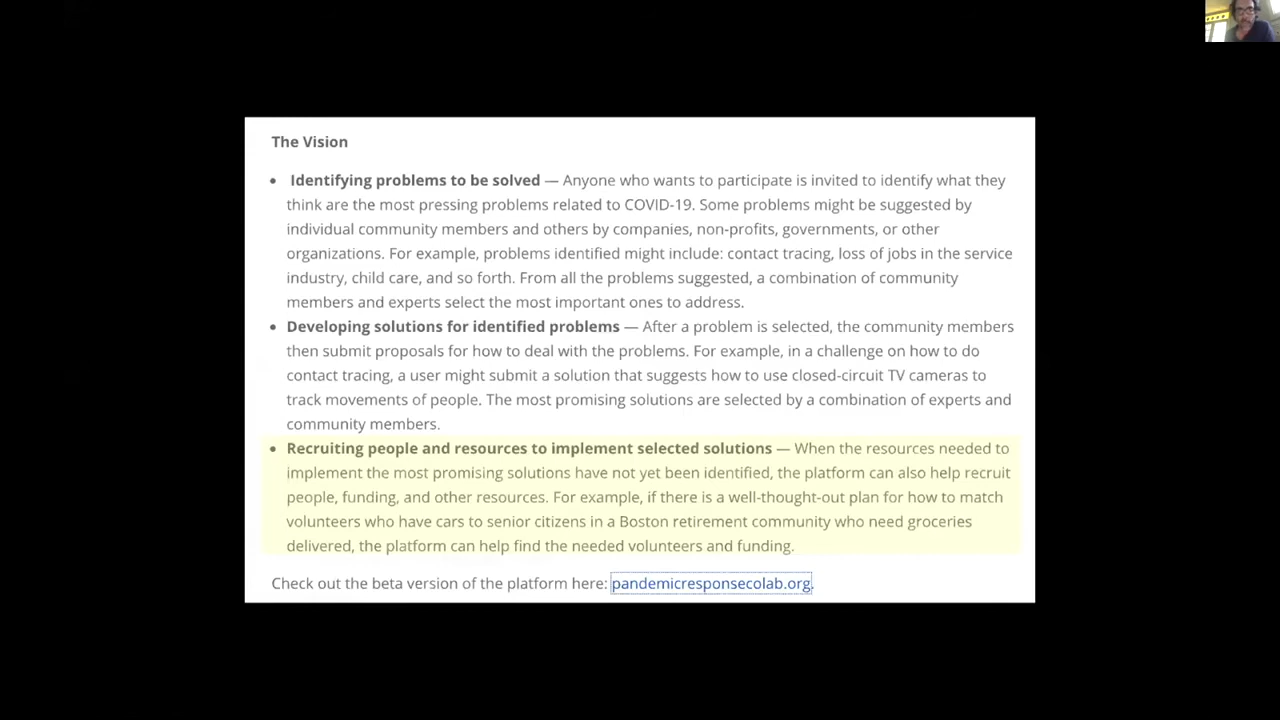 The Vision
• Identifying problems to be solved — Anyone who wants to participate is invited to identify what they
think are the most pressing problems related to COVID-19. Some problems might be suggested by
individual community members and others by companies, non-profits, governments, or other
organizations. For example, problems identified might include: contact tracing, loss of jobs in the service
industry, child care, and so forth. From all the problems suggested, a combination of community
members and experts select the most important ones to address.
• Developing solutions for identified problems — After a problem is selected, the community members
then submit proposals for how to deal with the problems. For example, in a challenge on how to do
contact tracing, a user might submit a solution that suggests how to use closed-circuit TV cameras to
track movements of people. The most promising solutions are selected by a combination of experts and
community members.
• Recruiting people and resources to implement selected solutions — When the resources needed to
implement the most promising solutions have not yet been identified, the platform can also help recruit
people, funding, and other resources. For example, if there is a well-thought-out plan for how to match
volunteers who have cars to senior citizens in a Boston retirement community who need groceries
delivered, the platform can help find the needed volunteers and funding.
Check out the beta version of the platform here: pandemicresponsecolab.org.